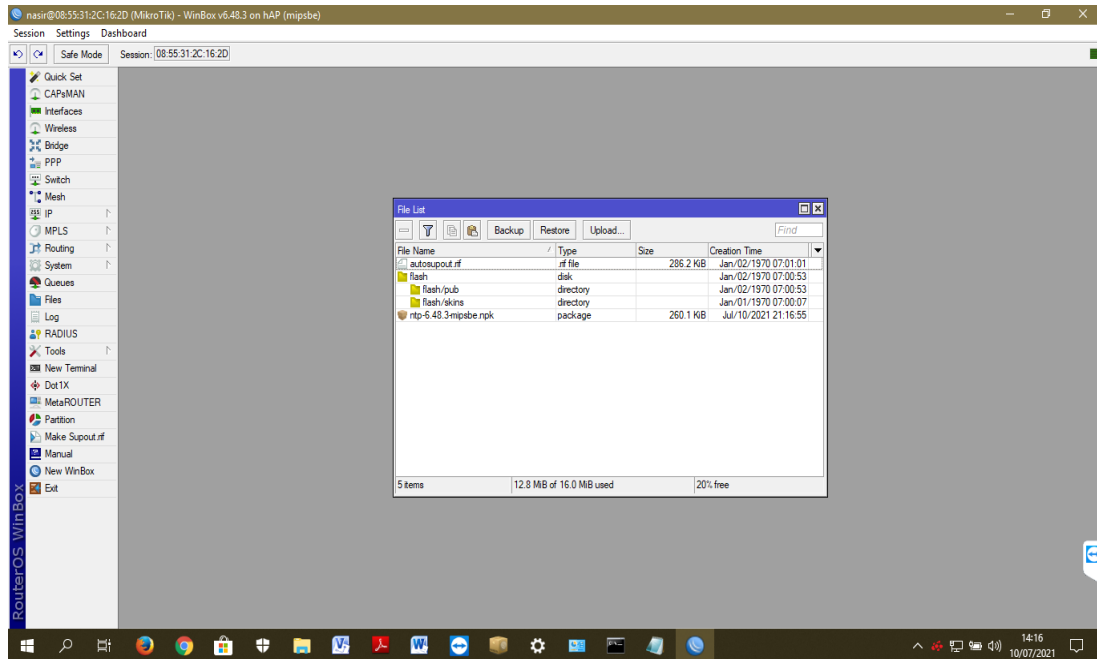 nasir@08:55:31:2C:16:2D (MikroTik) - WinBox v6.48.3 on hAP (mipsbe)
Session Settings Dashboard
Safe Mode Session: 08:55:31:2C:16:2D
Quick Set
CAPsMAN
Interfaces
Wireless
Bridge
PPP
Switch
Mesh
IP
MPLS
Routing
System
Queues
Files
Log
RADIUS
Tools
New Terminal
Dot1X
MetaROUTER
Partition
Make Supout.rif
Manual
New WinBox
Exit
RouterOS WinBox
File List
Backup Restore Upload... Find
File Name / Type Size Creation Time
autosupout.rif .rif file 286.2 KiB Jan/02/1970 07:01:01
flash disk Jan/02/1970 07:00:53
flash/pub directory Jan/02/1970 07:00:53
flash/skins directory Jan/01/1970 07:00:07
ntp-6.48.3-mipsbe.npk package 260.1 KiB Jul/10/2021 21:16:55
5 items 12.8 MiB of 16.0 MiB used 20% free
14:16
10/07/2021